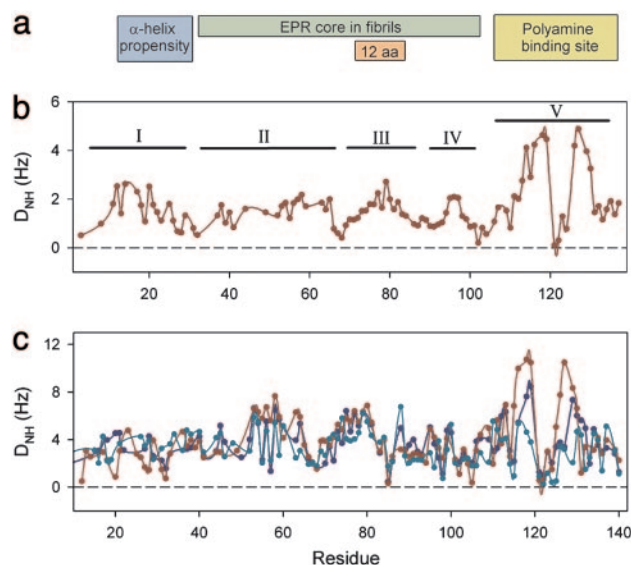 a
α-helix
propensity
EPR core in fibrils
12 aa
Polyamine
binding site
b
6
4
2
0
D_NH (Hz)
I
II
III
IV
V
20
40
60
80
100
120
c
12
8
4
0
D_NH (Hz)
20
40
60
80
100
120
140
Residue